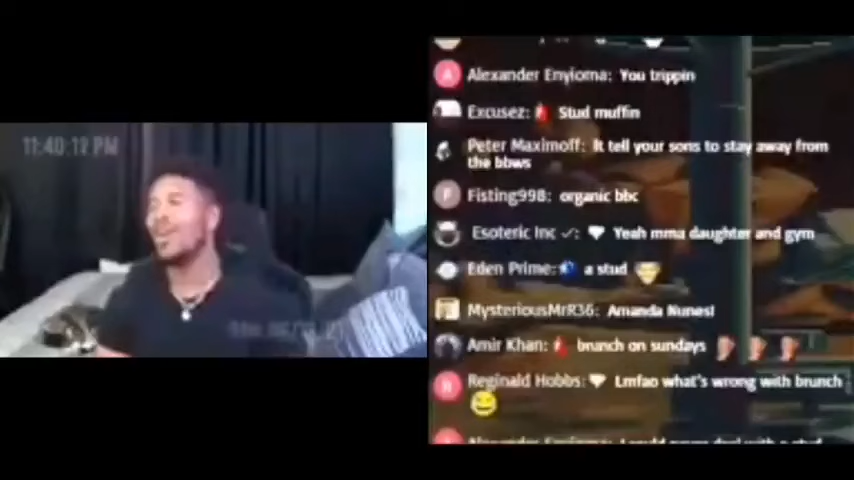 11:40:12 PM
Alexander Enyioma: You trippin
Excusez: Stud muffin
Peter Maximoff: It tell your sons to stay away from
the bbws
Fisting998: organic bbc
Esoteric Inc ✓: Yeah mma daughter and gym
Eden Prime: a stud
MysteriousMrR36: Amanda Nunes!
Amir Khan: brunch on sundays
Reginald Hobbs: Lmfao what's wrong with brunch